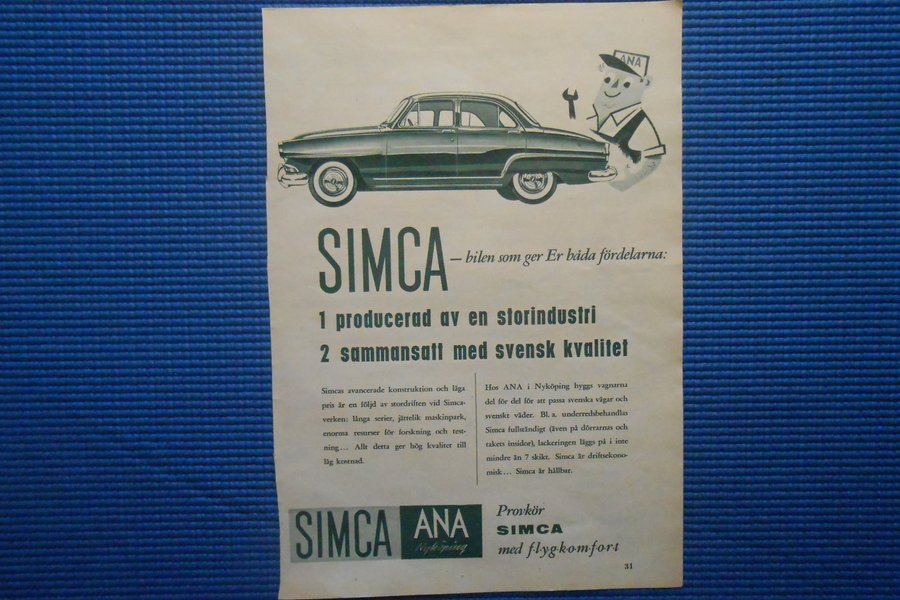 ANA
SIMCA – bilen som ger Er båda fördelarna:
1 producerad av en storindustri
2 sammansatt med svensk kvalitet
Simcas avancerade konstruktion och låga
pris är en följd av stordriften vid Simca-
verken: långa serier, jättelik maskinpark,
enorma resurser för forskning och test-
ning... Allt detta ger hög kvalitet till
låg kostnad.
Hos ANA i Nyköping byggs vagnarna
del för del för att passa svenska vägar och
svenskt väder. Bl. a. underredsbehandlas
Simca fullständigt (även på dörrarnas och
takets insidor), lackeringen läggs på i inte
mindre än 7 skikt. Simca är driftsekono-
misk... Simca är hållbar.
SIMCA
ANA
Nyköping
Provkör
SIMCA
med flygkomfort
31